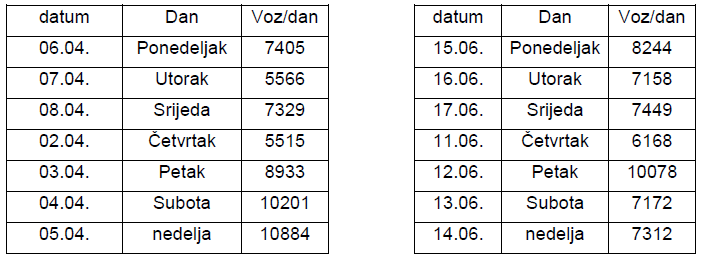 datum Dan Voz/dan
06.04. Ponedeljak 7405
07.04. Utorak 5566
08.04. Srijeda 7329
02.04. Četvrtak 5515
03.04. Petak 8933
04.04. Subota 10201
05.04. nedelja 10884
datum Dan Voz/dan
15.06. Ponedeljak 8244
16.06. Utorak 7158
17.06. Srijeda 7449
11.06. Četvrtak 6168
12.06. Petak 10078
13.06. Subota 7172
14.06. nedelja 7312